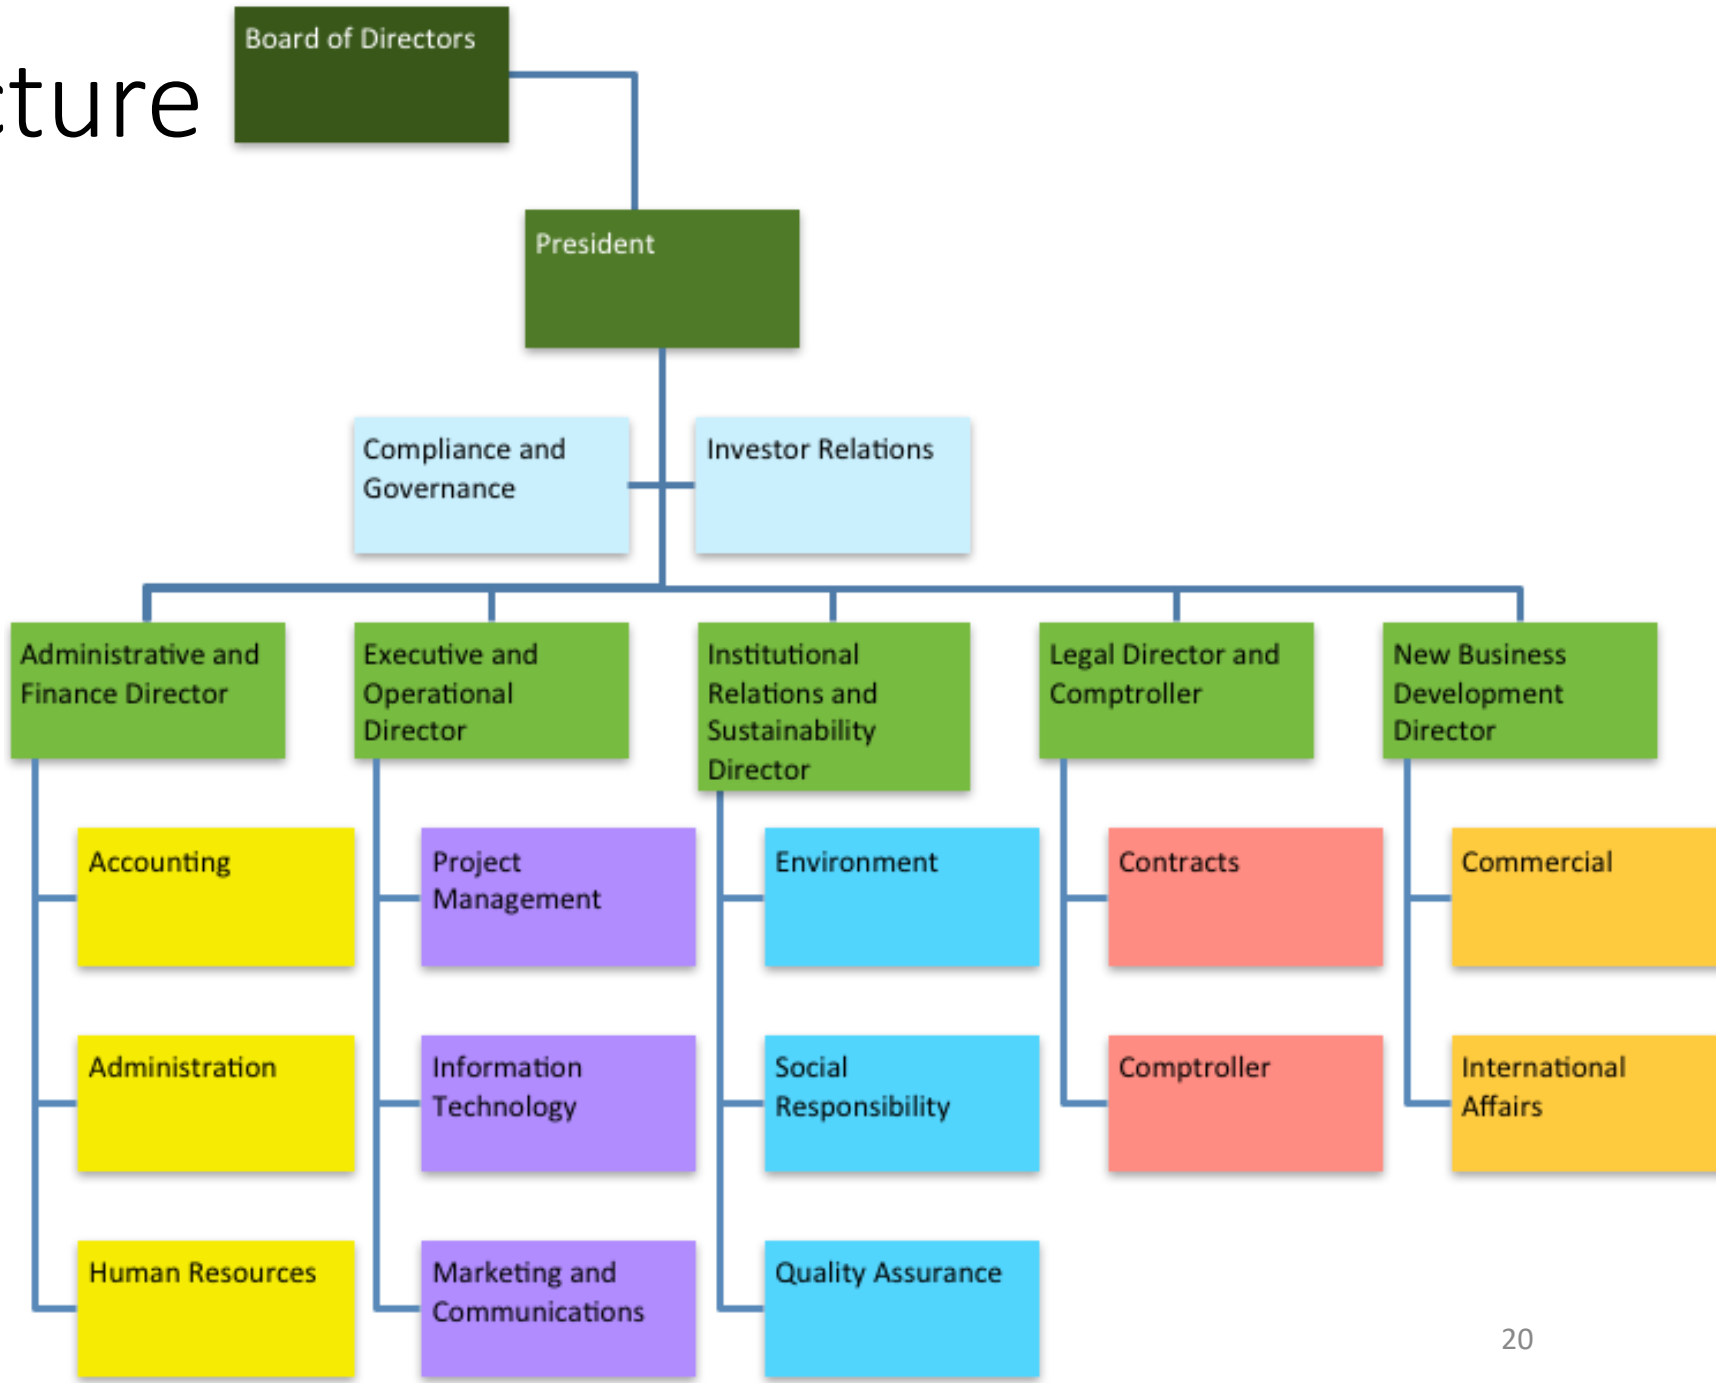 cture
Board of Directors
President
Compliance and
Governance
Investor Relations
Administrative and
Finance Director
Executive and
Operational
Director
Institutional
Relations and
Sustainability
Director
Legal Director and
Comptroller
New Business
Development
Director
Accounting
Project
Management
Environment
Contracts
Commercial
Administration
Information
Technology
Social
Responsibility
Comptroller
International
Affairs
Human Resources
Marketing and
Communications
Quality Assurance
20